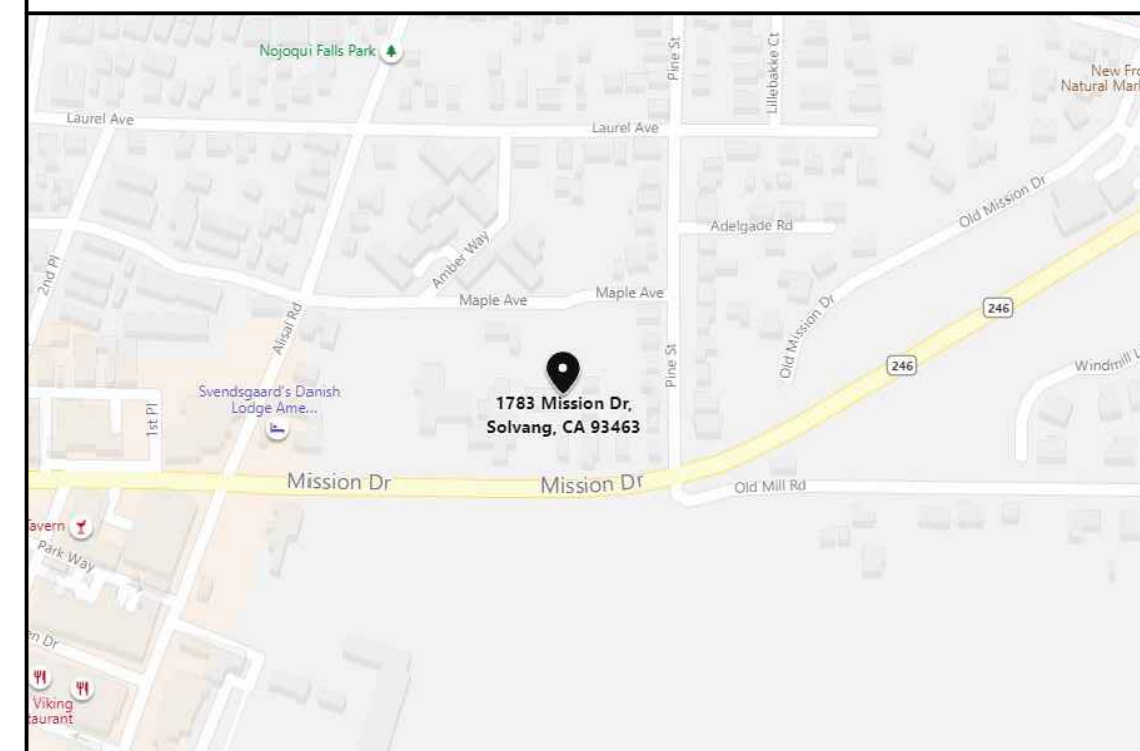 Nojoqui Falls Park
Pine St
Lillebakke Ct
New Fro
Natural Mar
Laurel Ave
Laurel Ave
Old Mission Dr
Adelgade Rd
Amber Way
2nd Pl
Maple Ave
Maple Ave
246
Alisal Rd
Old Mission Dr
Pine St
246
Windmill L
Svendsgaard's Danish
Lodge Ame...
1st Pl
1783 Mission Dr,
Solvang, CA 93463
Mission Dr
Mission Dr
Old Mill Rd
avern
Park Way
en Dr
Viking
taurant